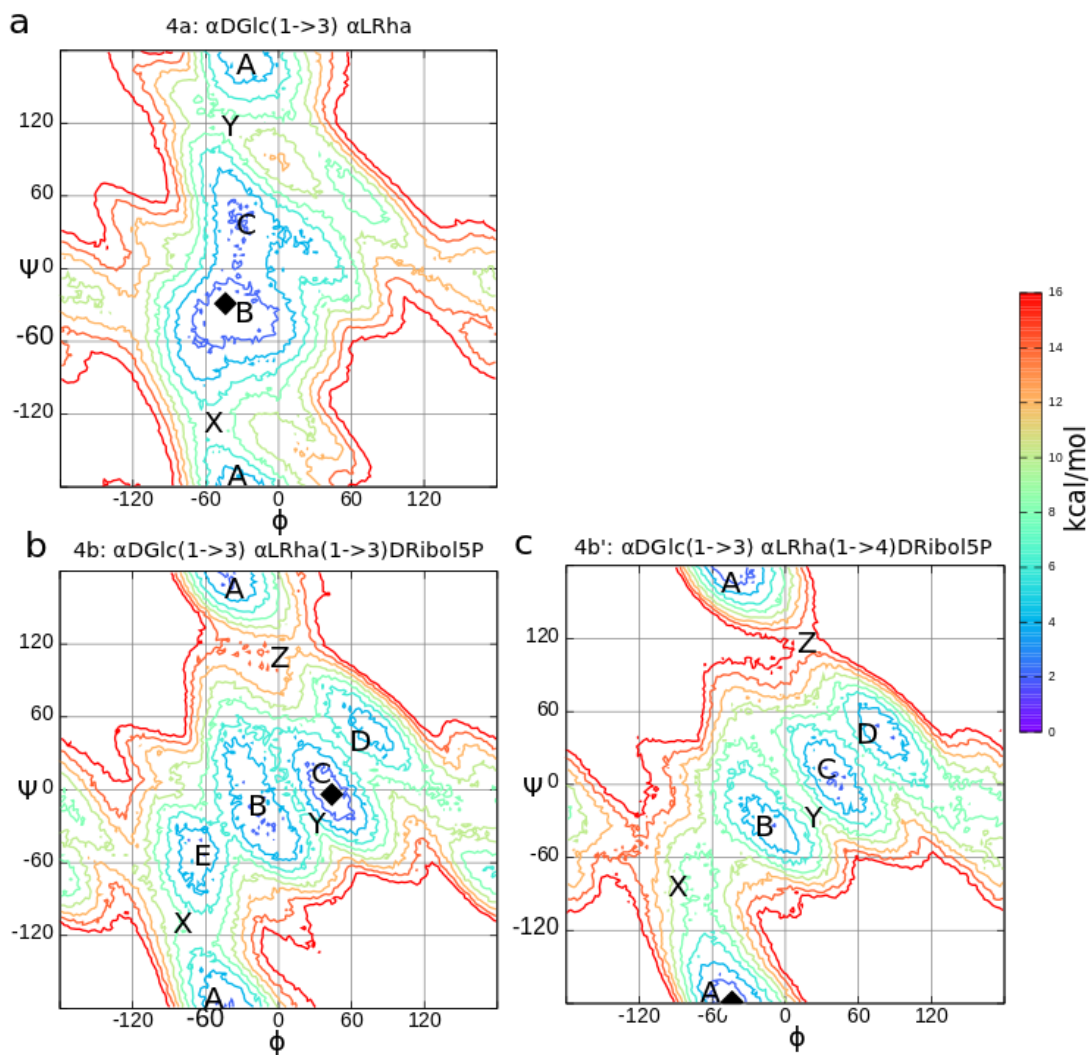 a
4a: αDGlc(1->3) αLRha
A
120
Y
60
C
Ψ 0
B
-60
-120
X
A
-120 -60 0 60 120
ϕ
16
14
12
10
8
6
4
2
0
kcal/mol
b
4b: αDGlc(1->3) αLRha(1->3)DRibol5P
A
120
Z
60
D
C
Ψ 0
B
Y
E
-60
X
-120
A
-120 -60 0 60 120
ϕ
c
4b': αDGlc(1->3) αLRha(1->4)DRibol5P
A
120
Z
60
D
C
Ψ 0
B
Y
-60
X
-120
A
-120 -60 0 60 120
ϕ